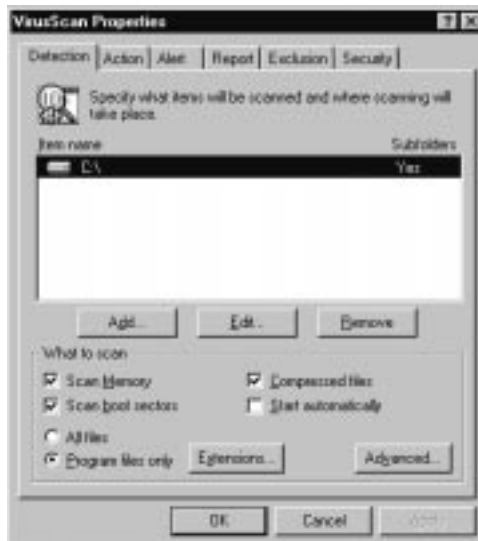 VirusScan Properties
Detection Action Alert Report Exclusion Security
Specify what items will be scanned and where scanning will
take place.
Item name Subfolders
C:\ Yes
Add... Edit... Remove
What to scan
Scan Memory Compressed files
Scan boot sectors Start automatically
All files
Program files only Extensions... Advanced...
OK Cancel Apply